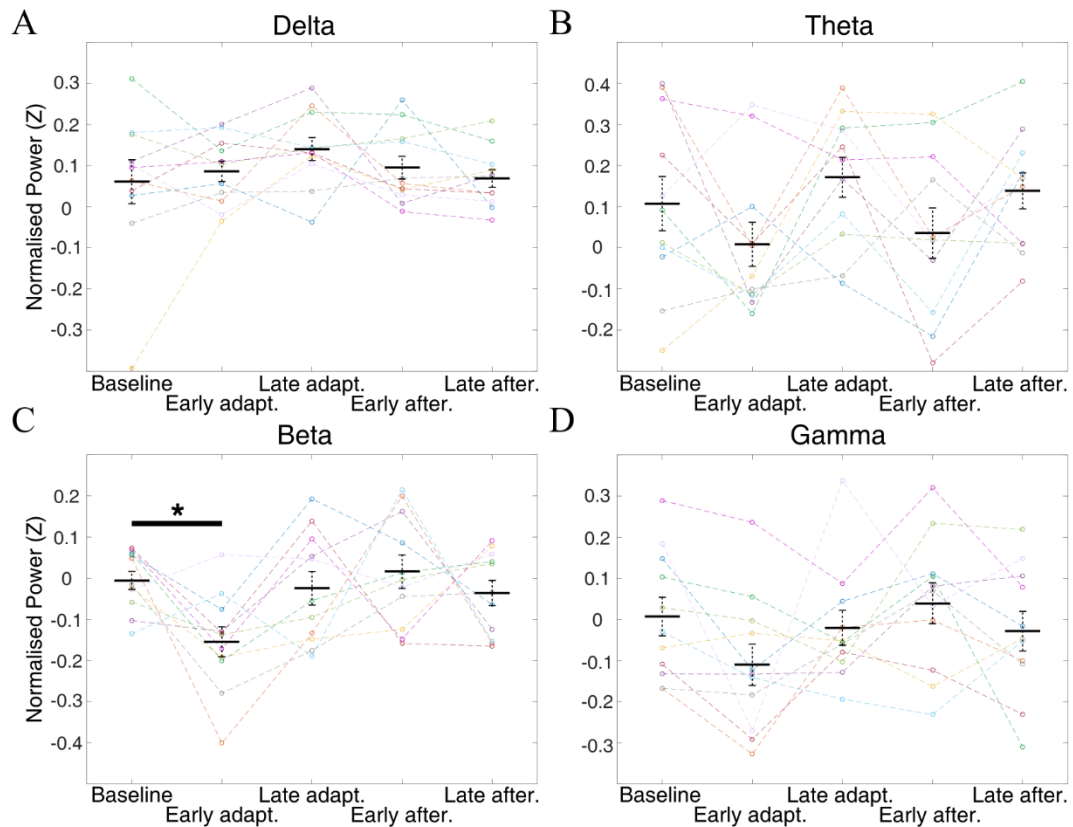 A
Delta
Normalised Power (Z)
0.3
0.2
0.1
0
-0.1
-0.3
Baseline
Early adapt.
Late adapt.
Early after.
Late after.
B
Theta
0.4
0.3
0.2
0.1
0
-0.1
-0.2
Baseline
Early adapt.
Late adapt.
Early after.
Late after.
C
Beta
Normalised Power (Z)
*
0.2
0.1
0
-0.1
-0.2
-0.4
Baseline
Early adapt.
Late adapt.
Early after.
Late after.
D
Gamma
0.3
0.2
0.1
0
-0.1
-0.2
-0.3
Baseline
Early adapt.
Late adapt.
Early after.
Late after.